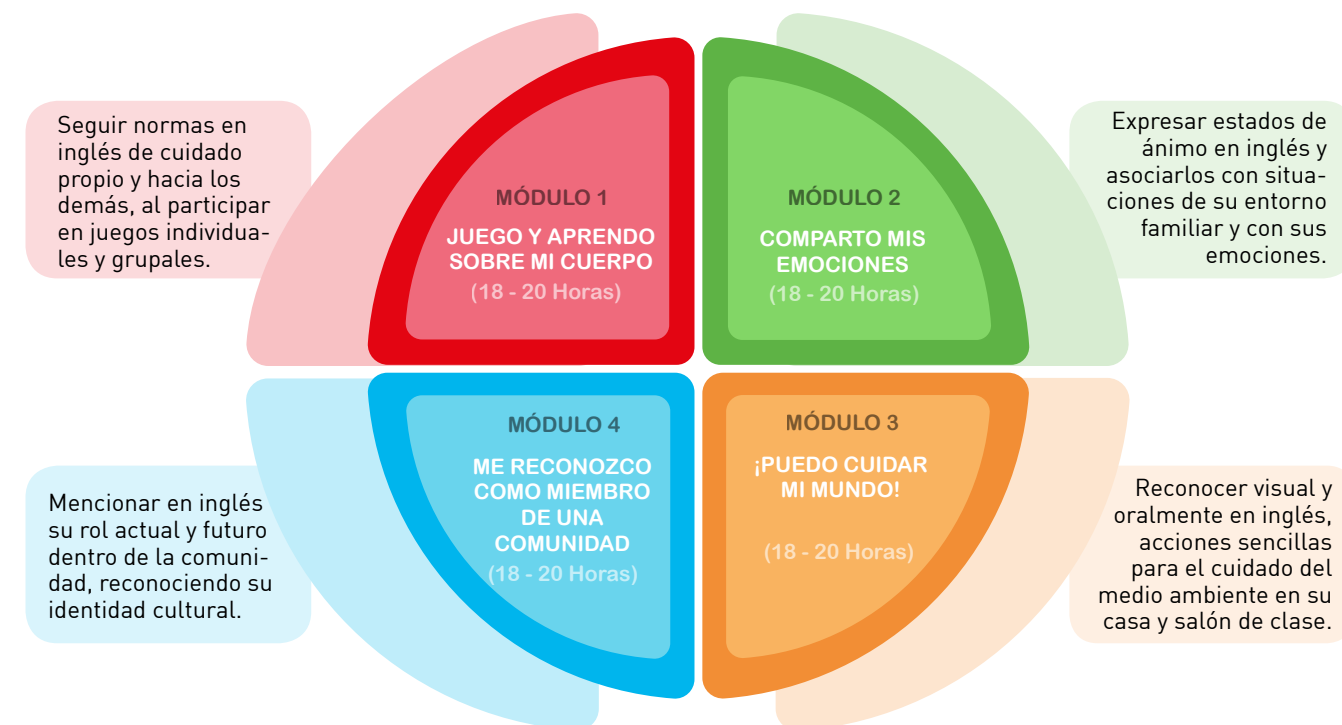 Seguir normas en
inglés de cuidado
propio y hacia los
demás, al participar
en juegos individua-
les y grupales.
MÓDULO 1
JUEGO Y APRENDO
SOBRE MI CUERPO
(18 - 20 Horas)
MÓDULO 2
COMPARTO MIS
EMOCIONES
(18 - 20 Horas)
Expresar estados de
ánimo en inglés y
asociarlos con situa-
ciones de su entorno
familiar y con sus
emociones.
Mencionar en inglés
su rol actual y futuro
dentro de la comuni-
dad, reconociendo su
identidad cultural.
MÓDULO 4
ME RECONOZCO
COMO MIEMBRO
DE UNA
COMUNIDAD
(18 - 20 Horas)
MÓDULO 3
¡PUEDO CUIDAR
MI MUNDO!
(18 - 20 Horas)
Reconocer visual y
oralmente en inglés,
acciones sencillas
para el cuidado del
medio ambiente en su
casa y salón de clase.